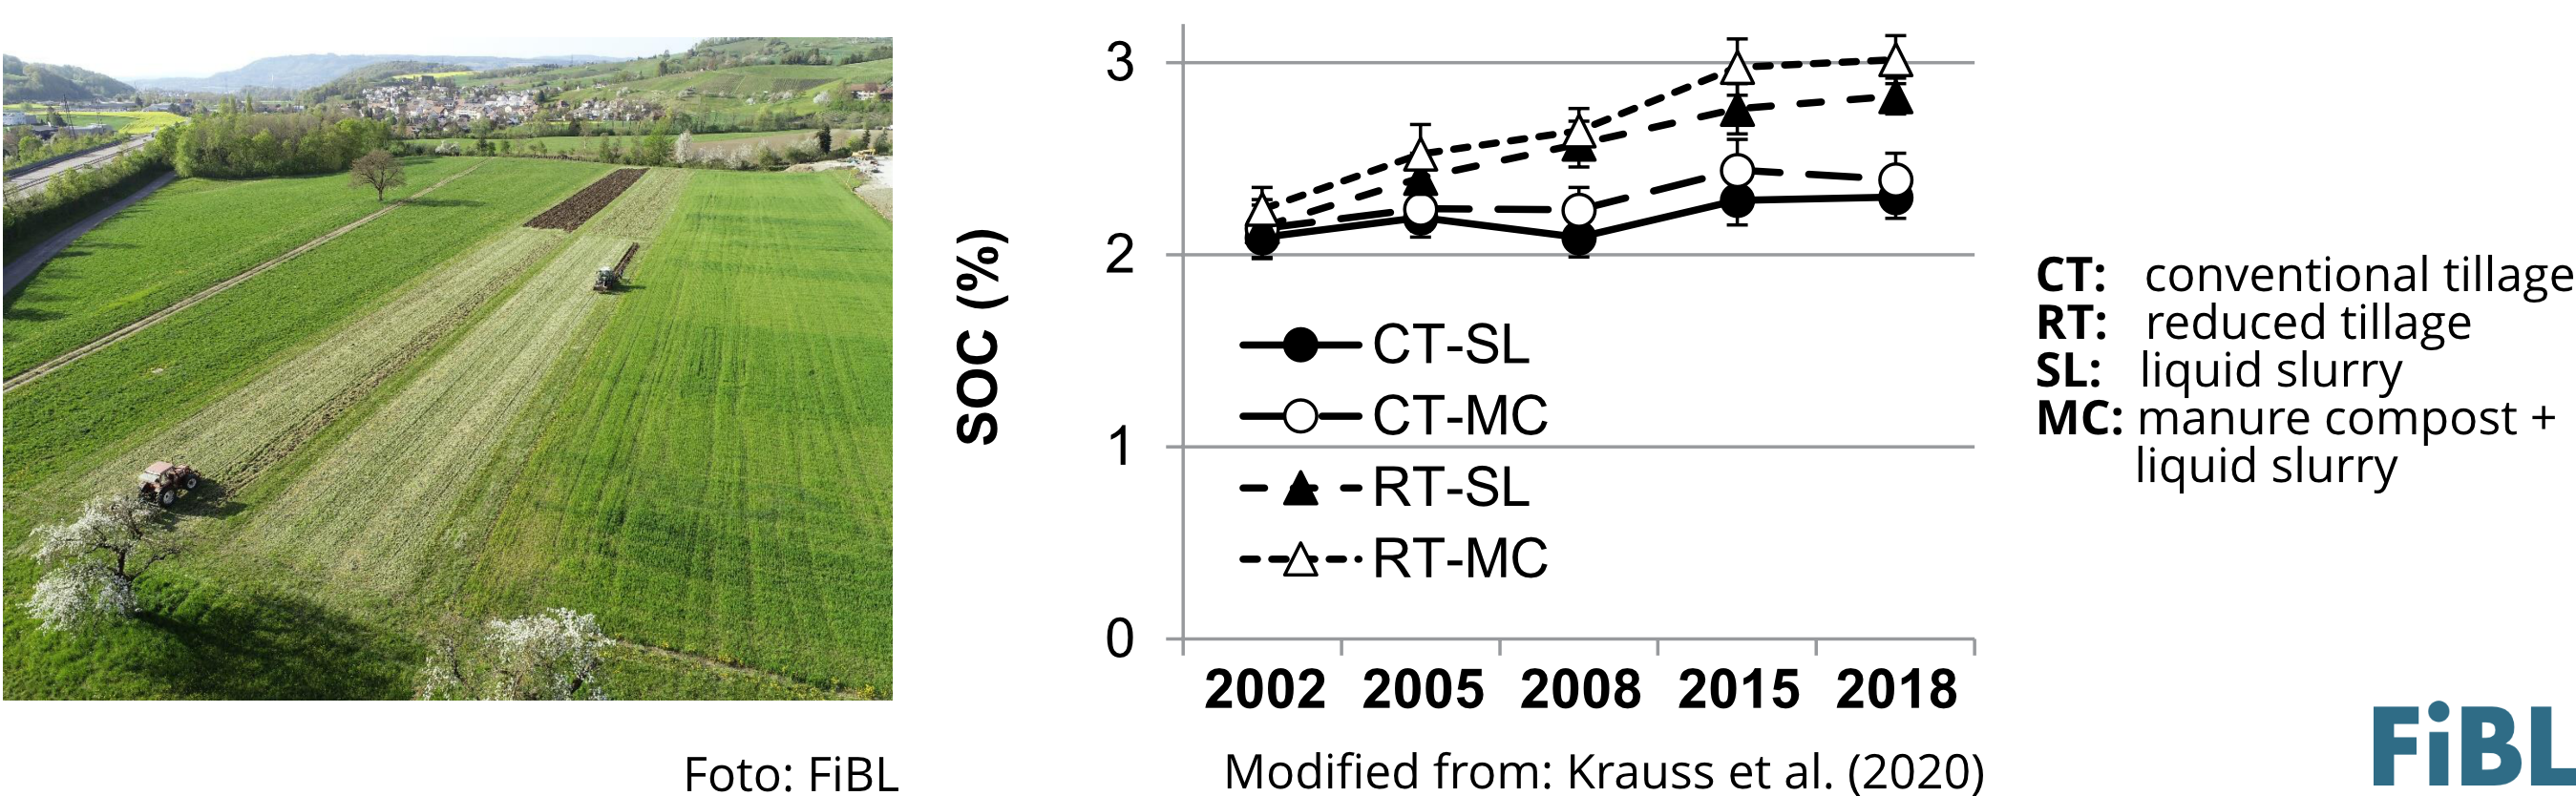 3
2
1
0
SOC (%)
CT-SL
CT-MC
RT-SL
RT-MC
2002 2005 2008 2015 2018
CT: conventional tillage
RT: reduced tillage
SL: liquid slurry
MC: manure compost +
liquid slurry
Foto: FiBL
Modified from: Krauss et al. (2020)
FiBL